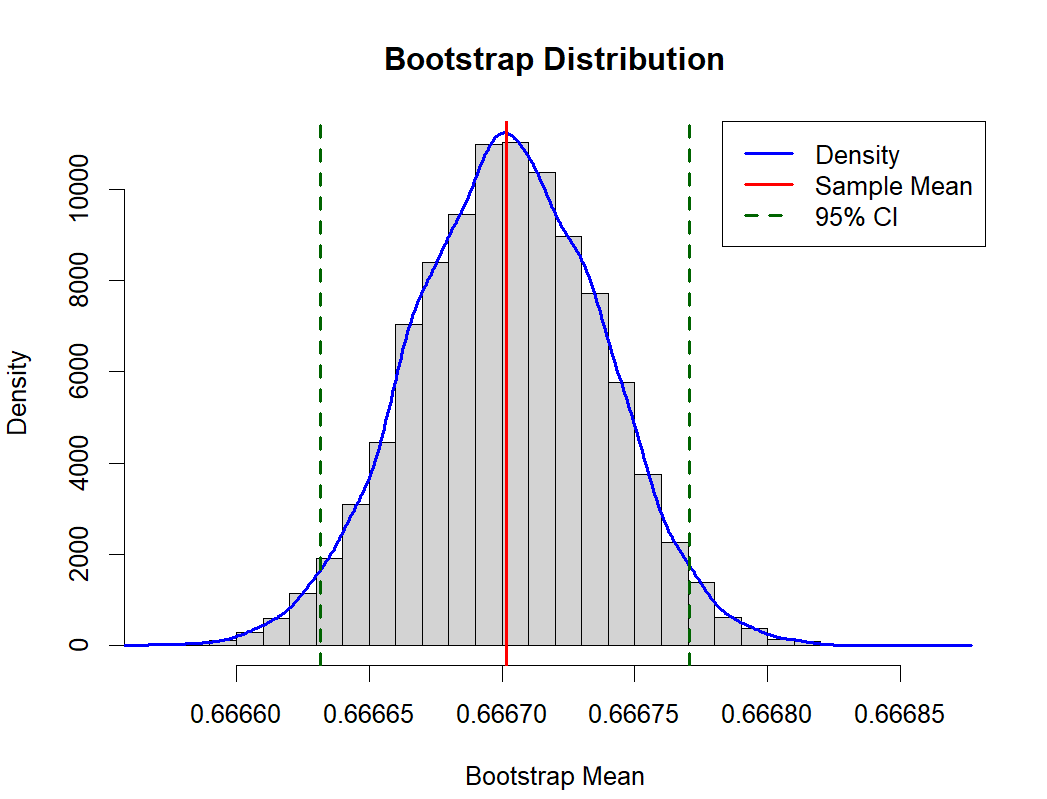 Bootstrap Distribution
Density
Sample Mean
95% CI
Density
0
2000
4000
6000
8000
10000
0.66660
0.66665
0.66670
0.66675
0.66680
0.66685
Bootstrap Mean